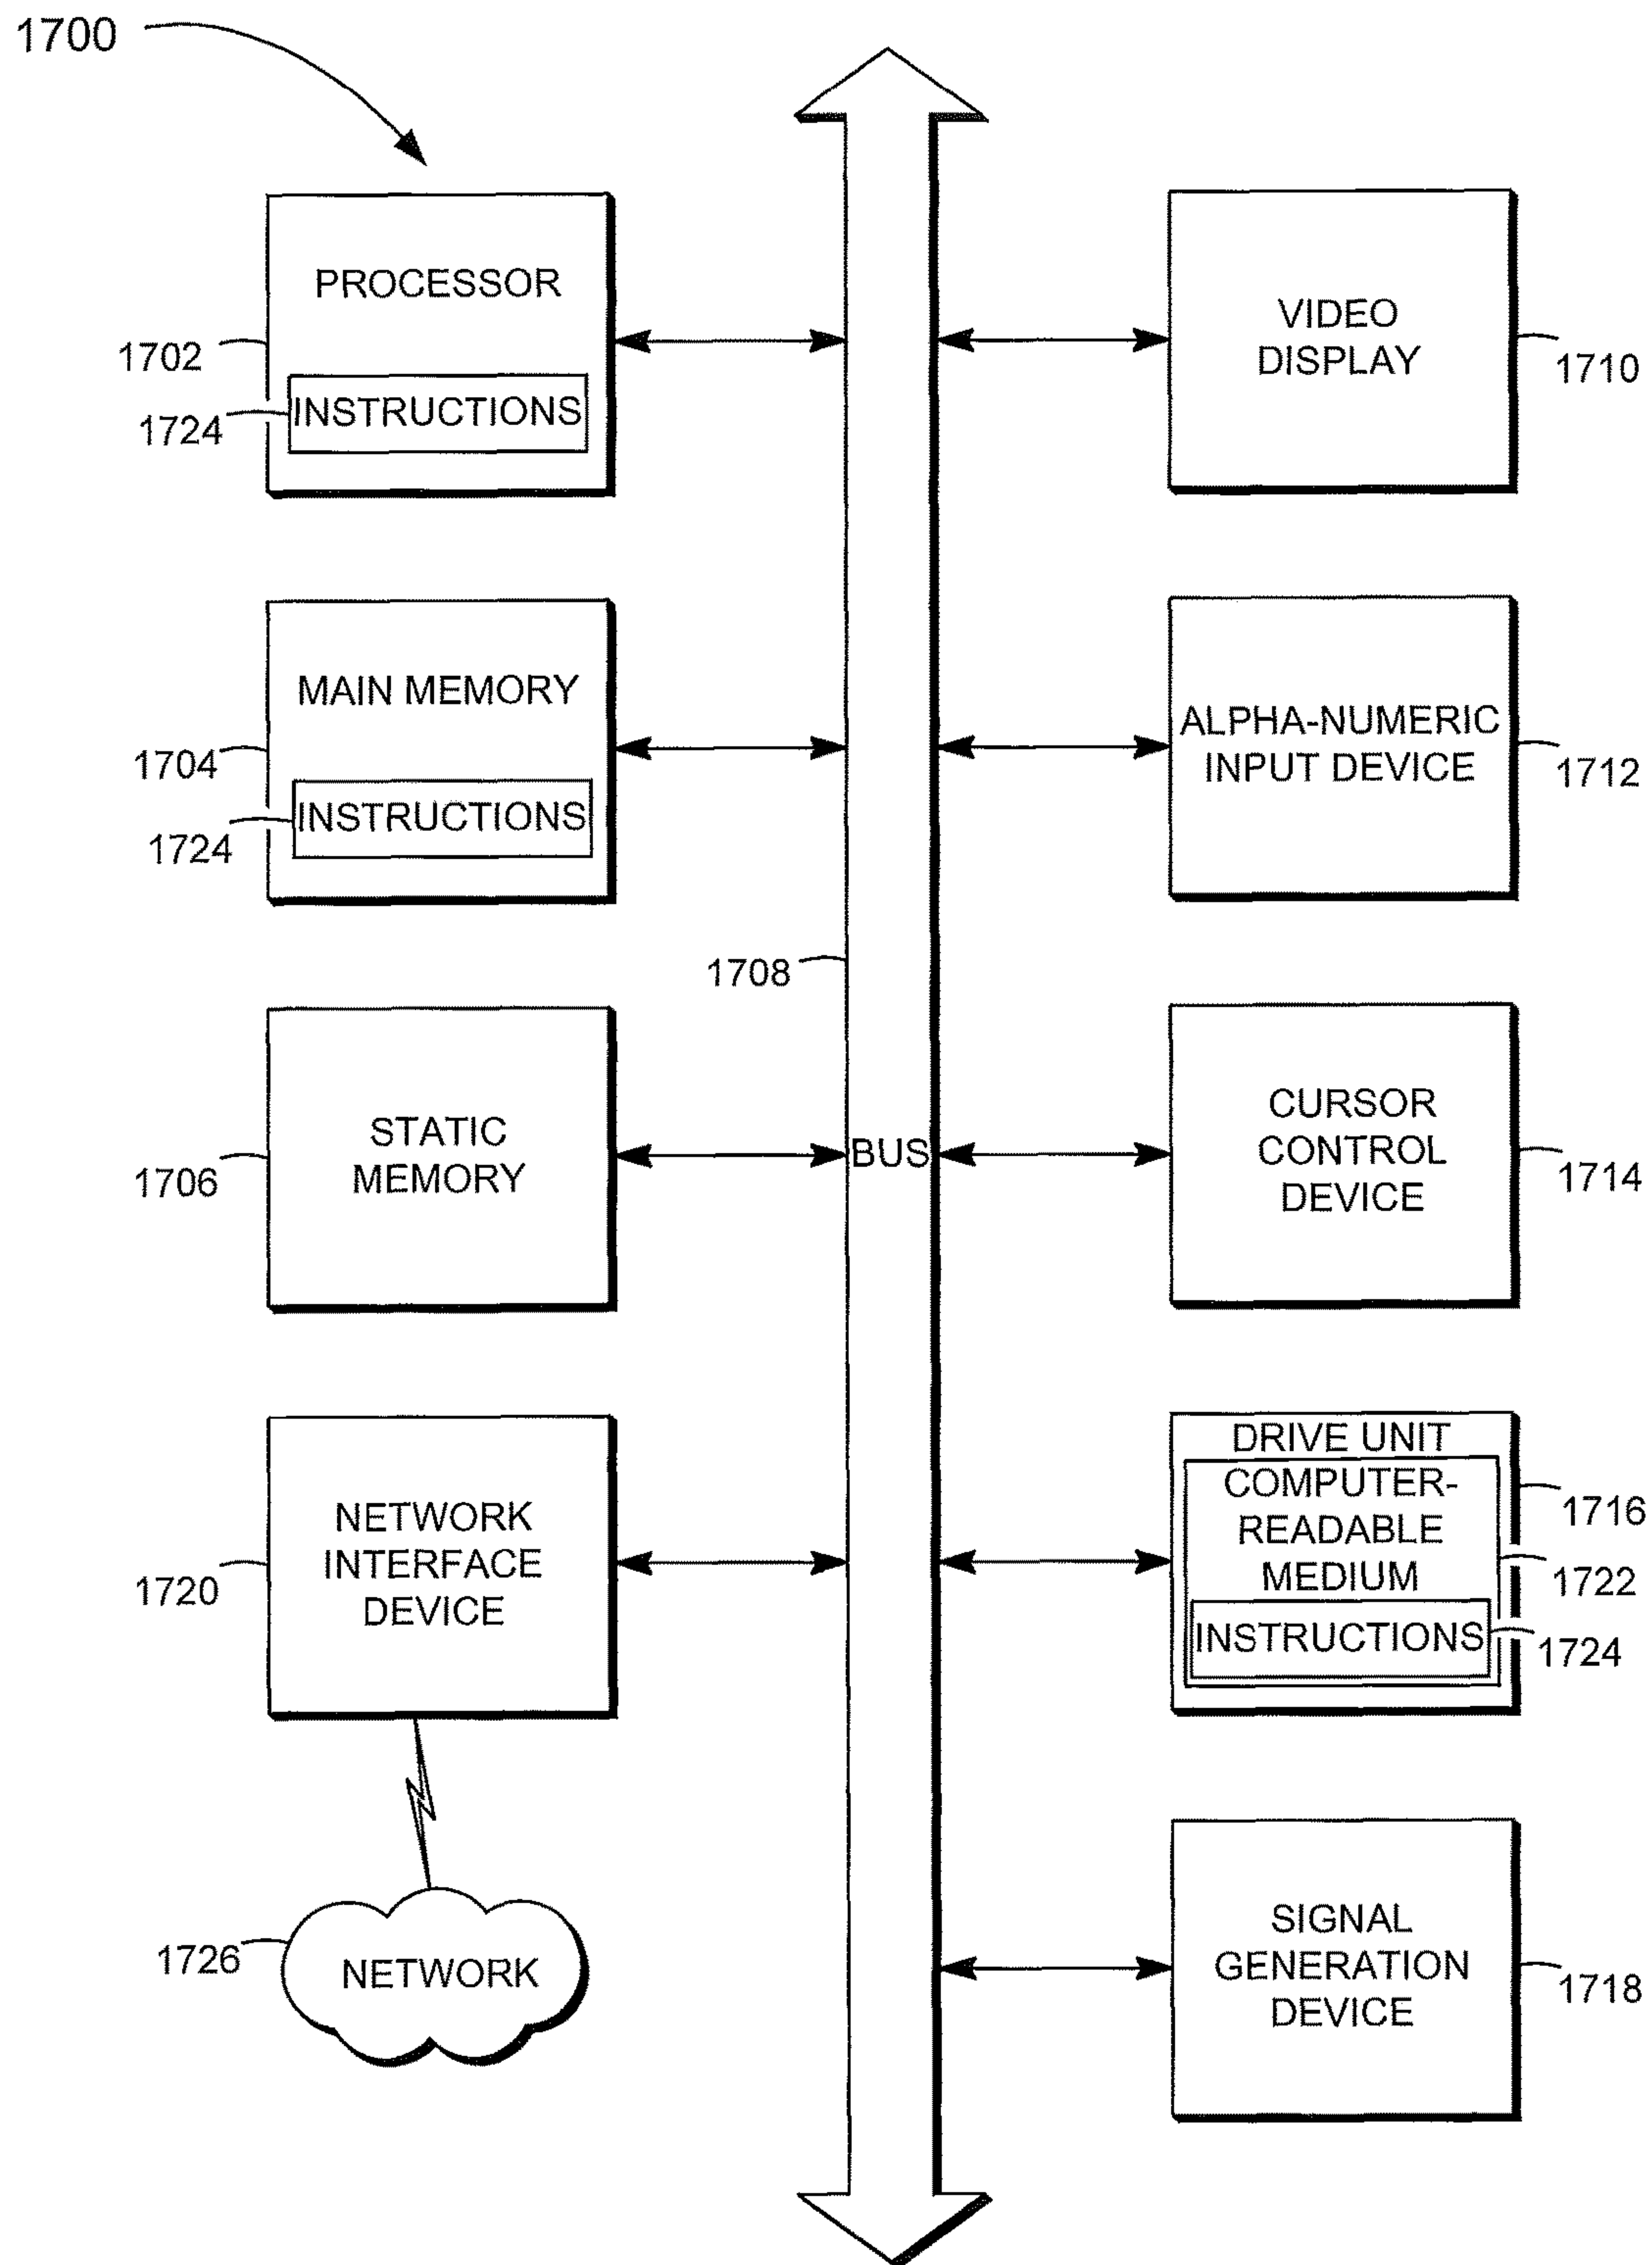 1700
PROCESSOR
1702
INSTRUCTIONS
1724
VIDEO
DISPLAY
1710
MAIN MEMORY
1704
INSTRUCTIONS
1724
ALPHA-NUMERIC
INPUT DEVICE
1712
1708
STATIC
MEMORY
1706
BUS
CURSOR
CONTROL
DEVICE
1714
NETWORK
INTERFACE
DEVICE
1720
DRIVE UNIT
1716
COMPUTER-
READABLE
MEDIUM
1722
INSTRUCTIONS
1724
NETWORK
1726
SIGNAL
GENERATION
DEVICE
1718